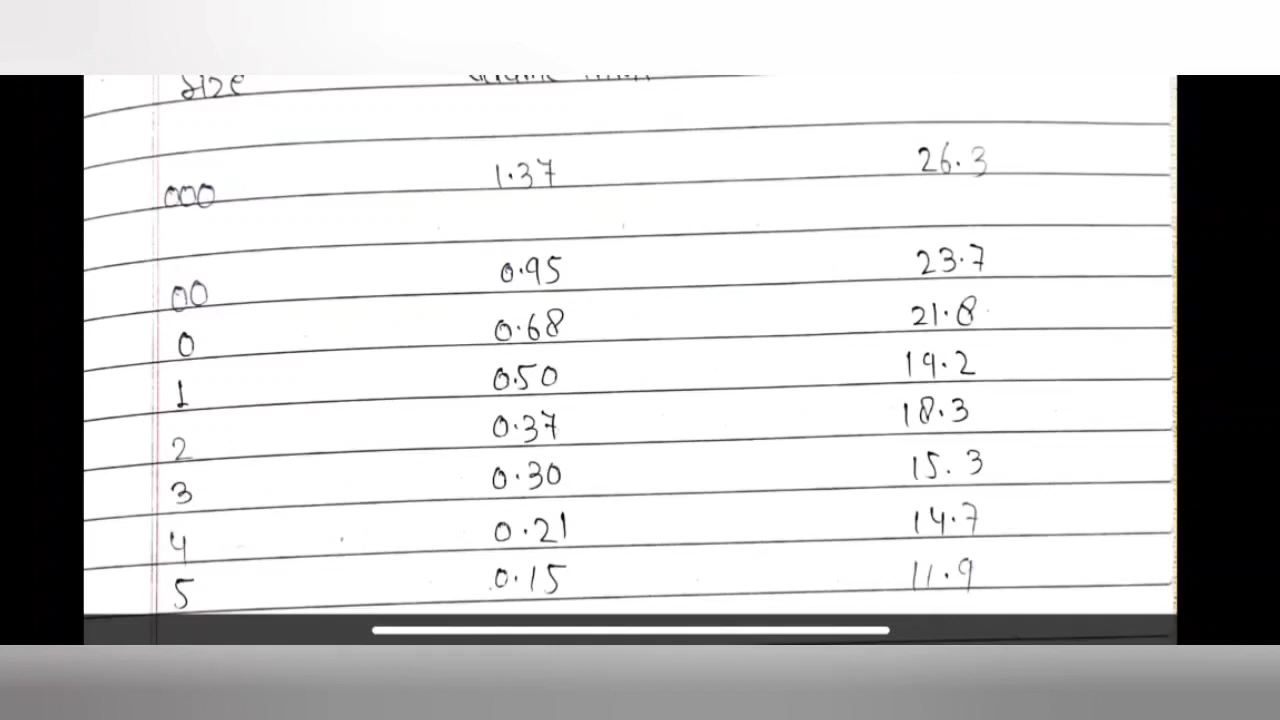 Size
000 1.37 26.3
00 0.95 23.7
0 0.68 21.8
1 0.50 19.2
2 0.37 18.3
3 0.30 15.3
4 0.21 14.7
5 0.15 11.9